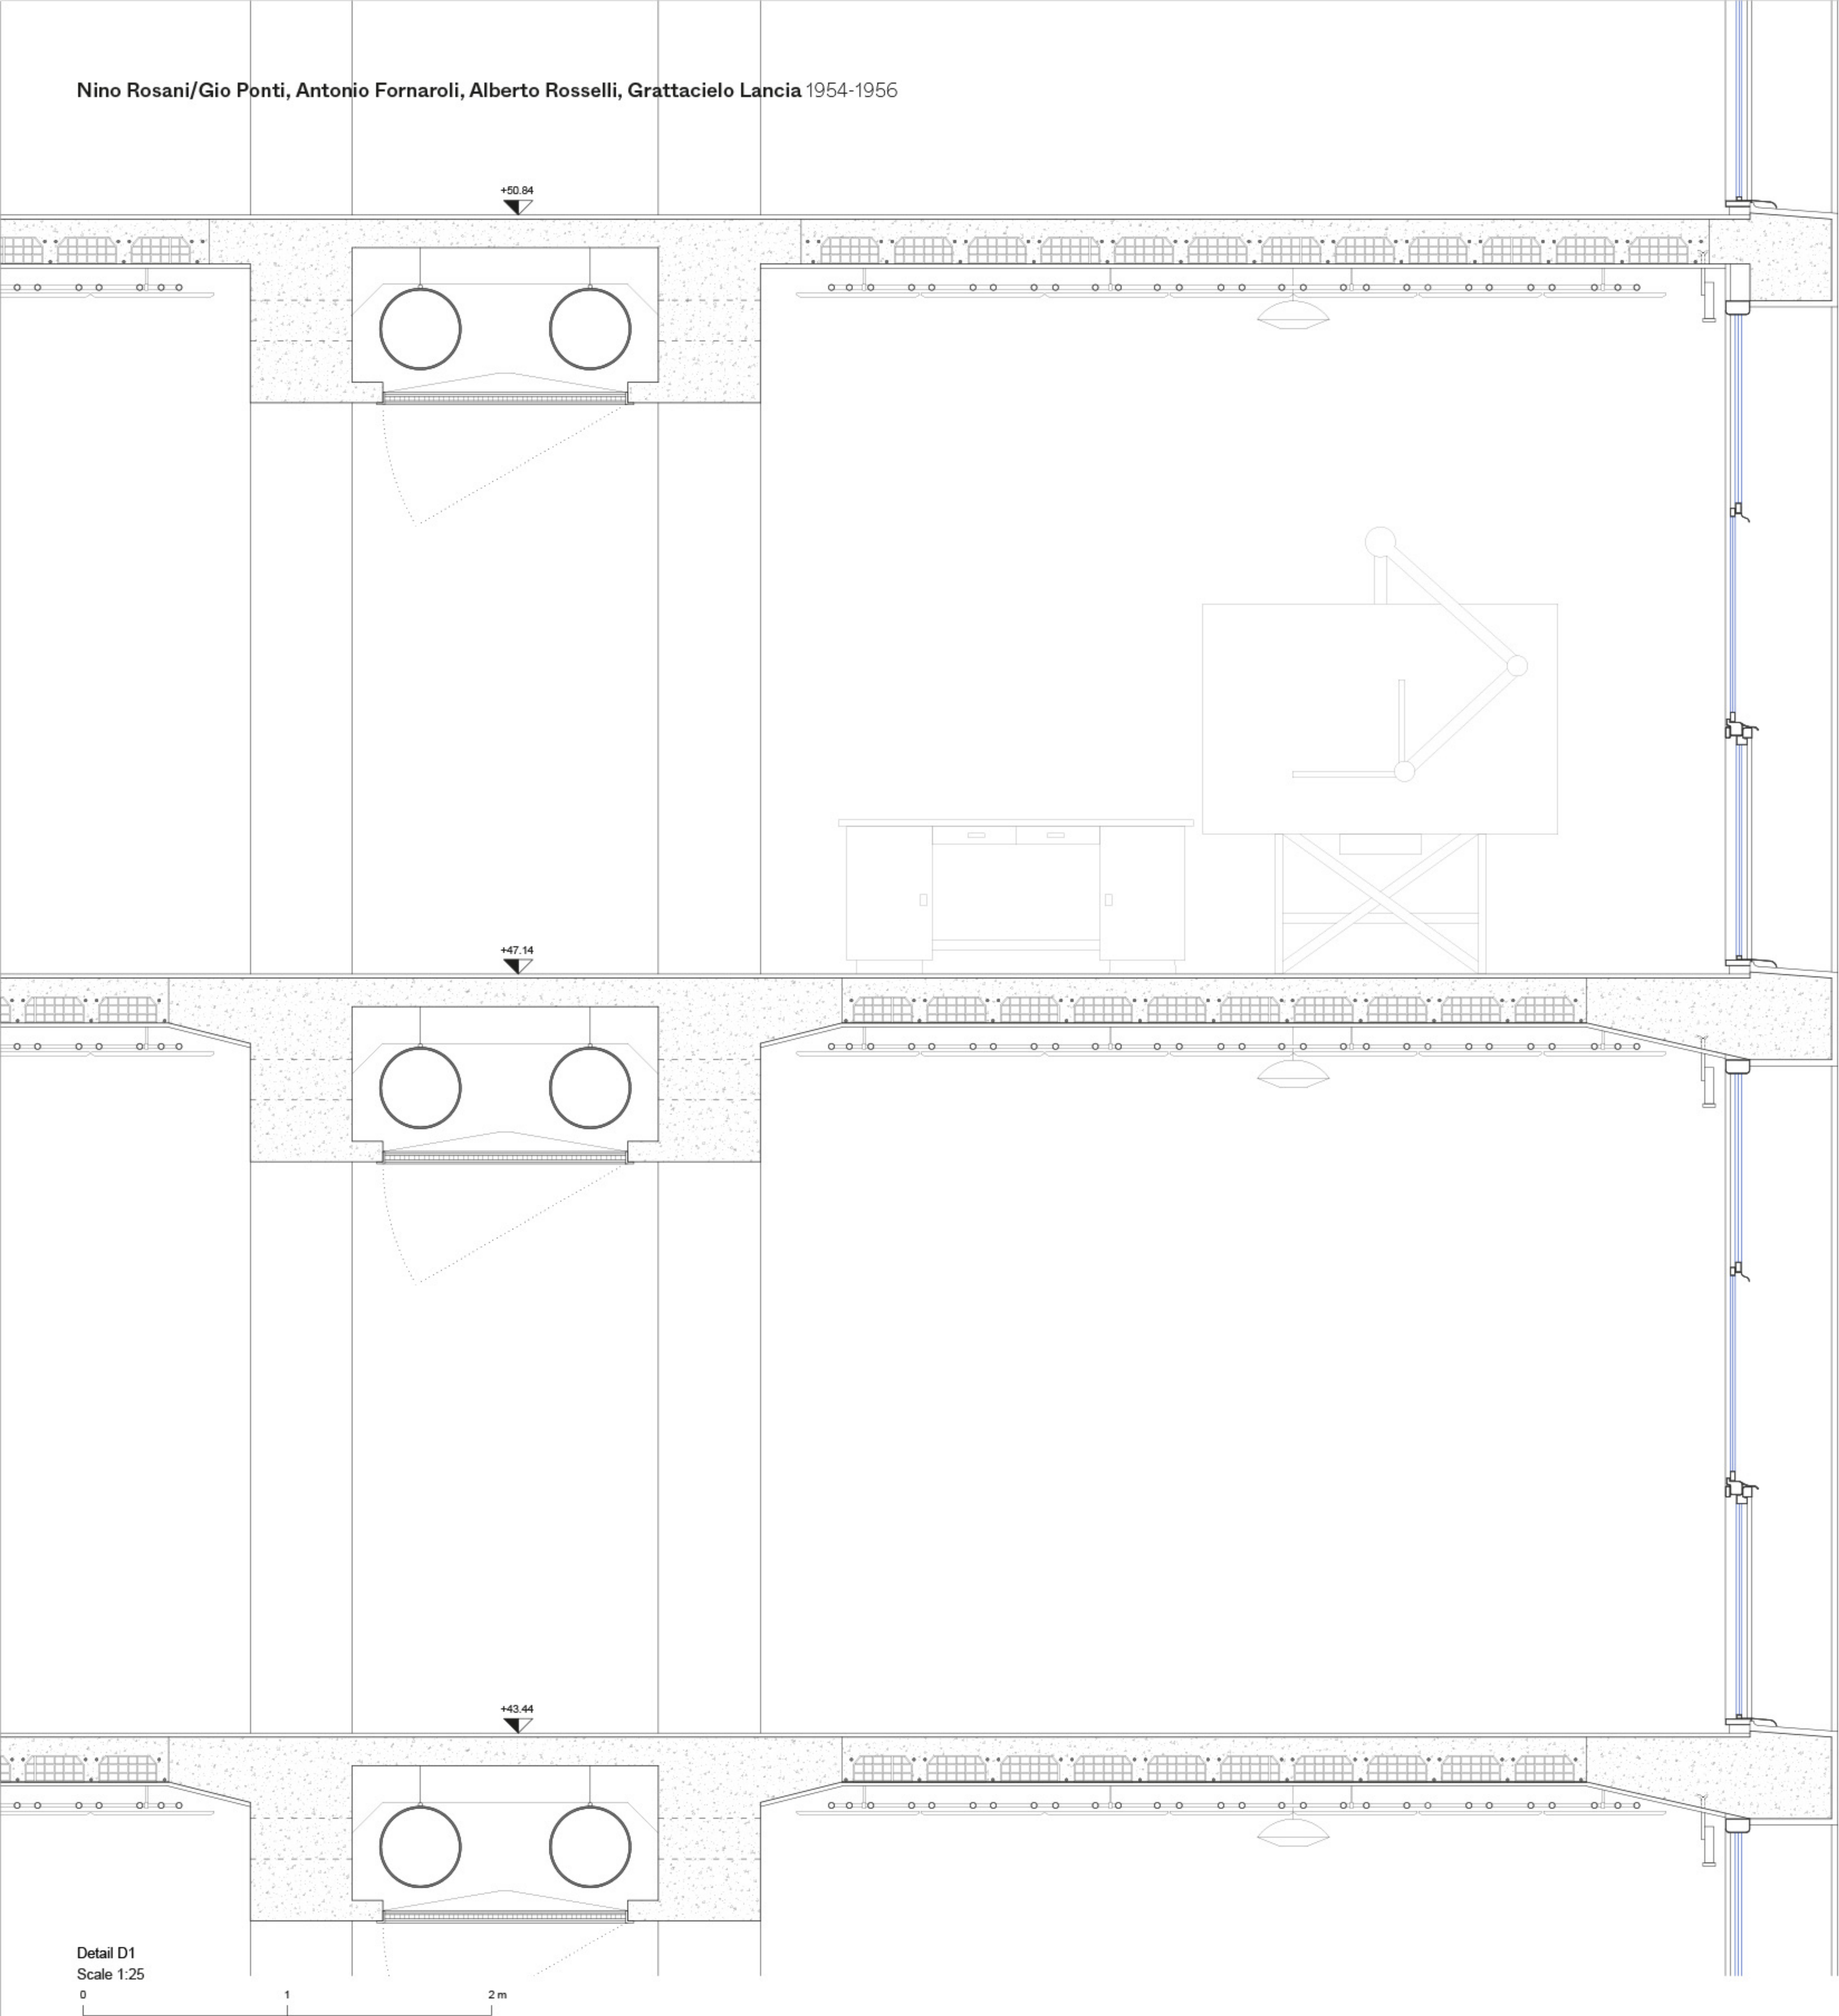 Nino Rosani/Gio Ponti, Antonio Fornaroli, Alberto Rosselli, Grattacielo Lancia 1954-1956
+50.84
+47.14
+43.44
Detail D1
Scale 1:25
0 1 2 m